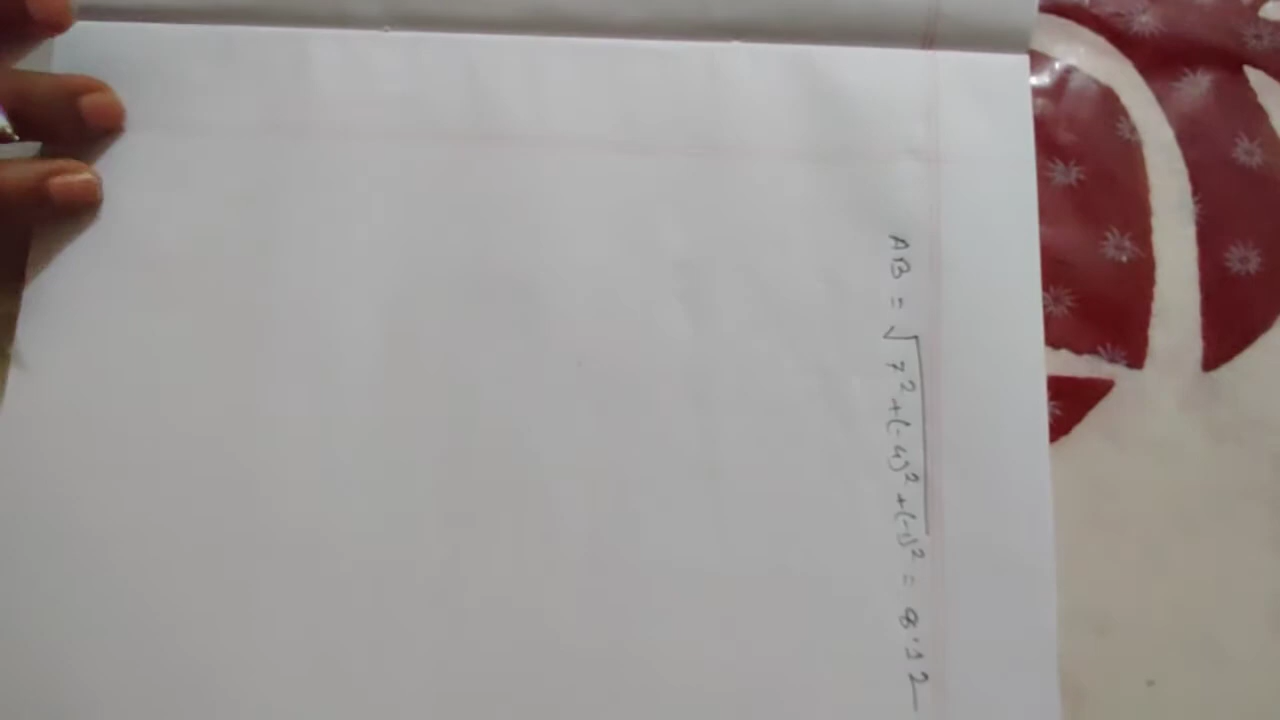 AB = √7²+(-4)²+(-1)² = 8.12